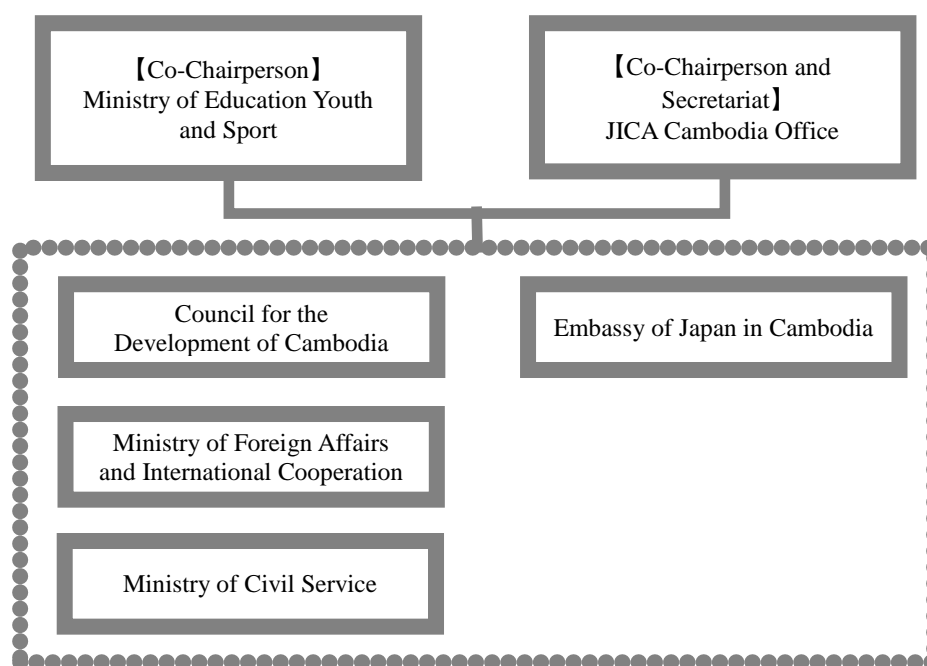 【Co-Chairperson】
Ministry of Education Youth
and Sport
【Co-Chairperson and
Secretariat】
JICA Cambodia Office
Council for the
Development of Cambodia
Embassy of Japan in Cambodia
Ministry of Foreign Affairs
and International Cooperation
Ministry of Civil Service